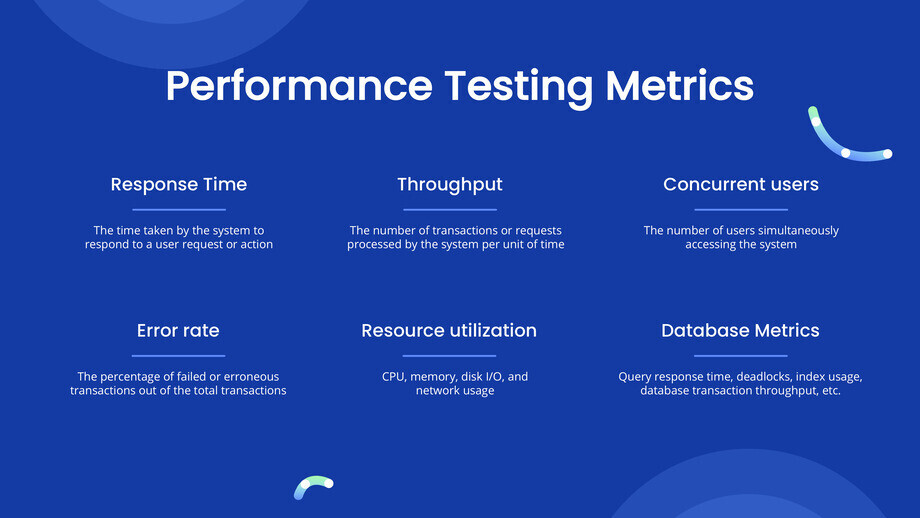 Performance Testing Metrics
Response Time
The time taken by the system to
respond to a user request or action
Throughput
The number of transactions or requests
processed by the system per unit of time
Concurrent users
The number of users simultaneously
accessing the system
Error rate
The percentage of failed or erroneous
transactions out of the total transactions
Resource utilization
CPU, memory, disk I/O, and
network usage
Database Metrics
Query response time, deadlocks, index usage,
database transaction throughput, etc.